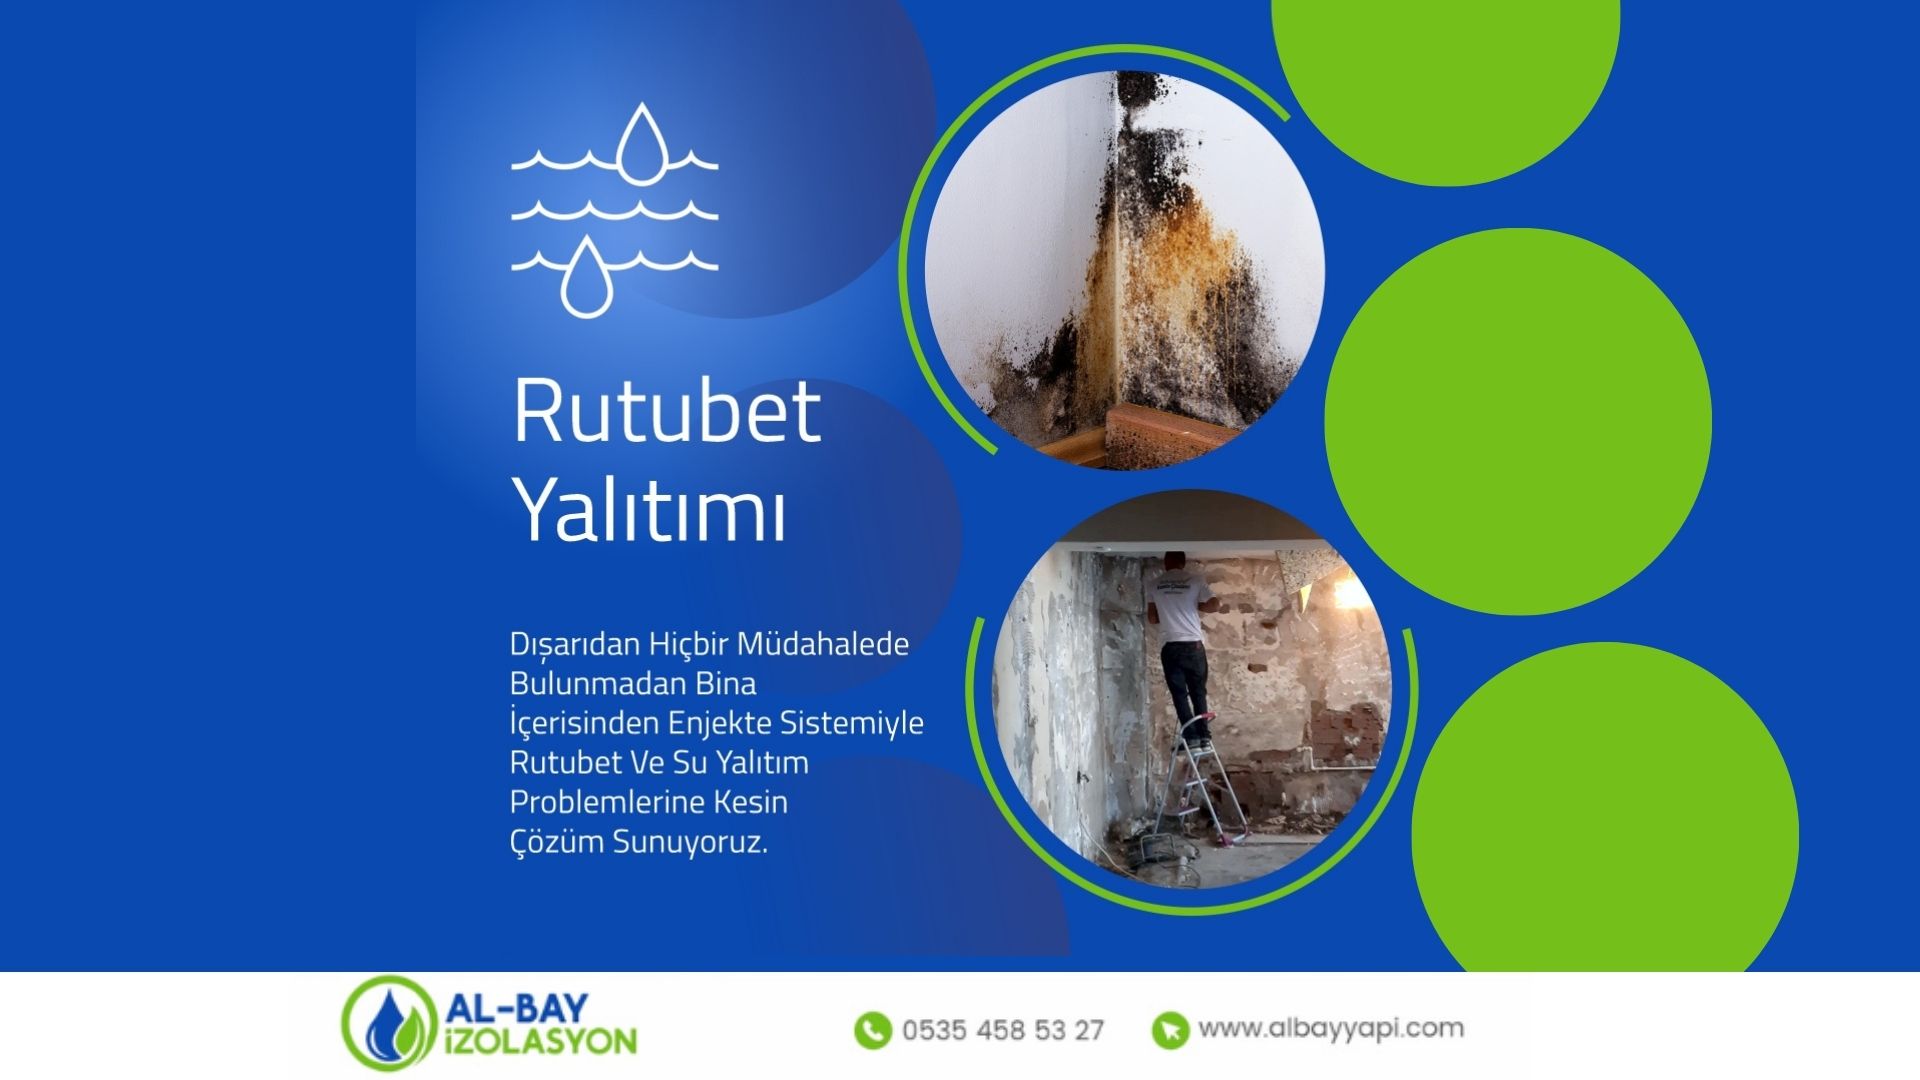 Rutubet
Yalıtımı
Dışarıdan Hiçbir Müdahalede
Bulunmadan Bina
İçerisinden Enjekte Sistemiyle
Rutubet Ve Su Yalıtım
Problemlerine Kesin
Çözüm Sunuyoruz.
AL-BAY
iZOLASYON
0535 458 53 27
www.albayyapi.com